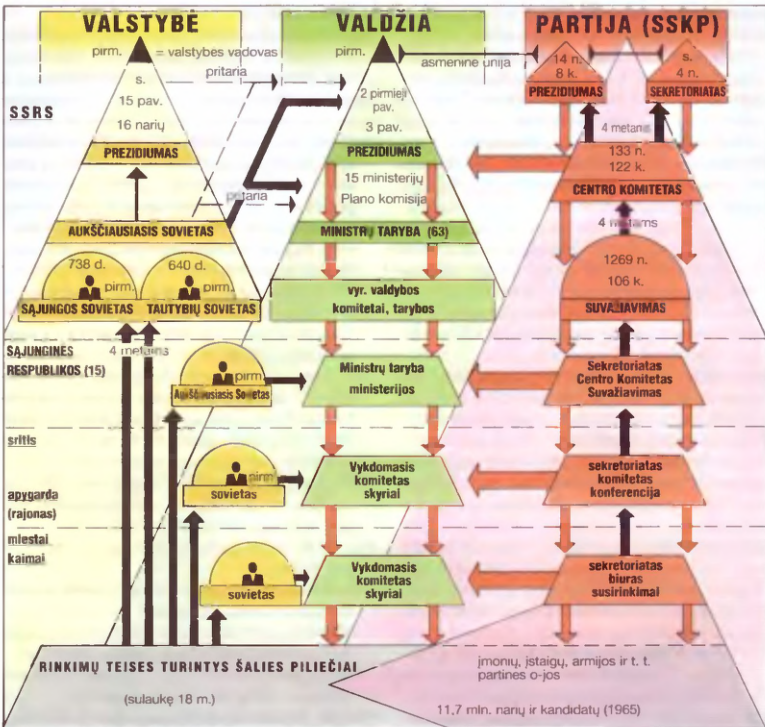 VALSTYBĖ
pirm.
= valstybės vadovas
pritaria
s.
15 pav.
16 narių
SSRS
PREZIDIUMAS
pritaria
AUKŠČIAUSIASIS SOVIETAS
738 d.
pirm.
640 d.
pirm.
SĄJUNGOS SOVIETAS
TAUTYBIŲ SOVIETAS
VALDŽIA
pirm.
asmeninė unija
2 pirmieji
pav.
3 pav.
PREZIDIUMAS
15 ministerijų
Plano komisija
MINISTRŲ TARYBA (63)
vyr. valdybos
komitetai, tarybos
PARTIJA (SSKP)
14 n.
8 k.
PREZIDIUMAS
s.
4 n.
SEKRETORIATAS
4 metams
133 n.
122 k.
CENTRO KOMITETAS
4 metams
1269 n.
106 k.
SUVAŽIAVIMAS
SĄJUNGINĖS
RESPUBLIKOS (15)
4 metams
pirm.
Aukščiausiasis Sovietas
Ministrų taryba
ministerijos
Sekretoriatas
Centro Komitetas
Suvažiavimas
sritis
apygarda
(rajonas)
pirm.
sovietas
Vykdomasis
komitetas
skyriai
sekretoriatas
komitetas
konferencija
miestai
kaimai
sovietas
Vykdomasis
komitetas
skyriai
sekretoriatas
biuras
susirinkimai
RINKIMŲ TEISES TURINTYS ŠALIES PILIEČIAI
(sulaukę 18 m.)
įmonių, įstaigų, armijos ir t. t.
partinės o-jos
11,7 mln. narių ir kandidatų (1965)